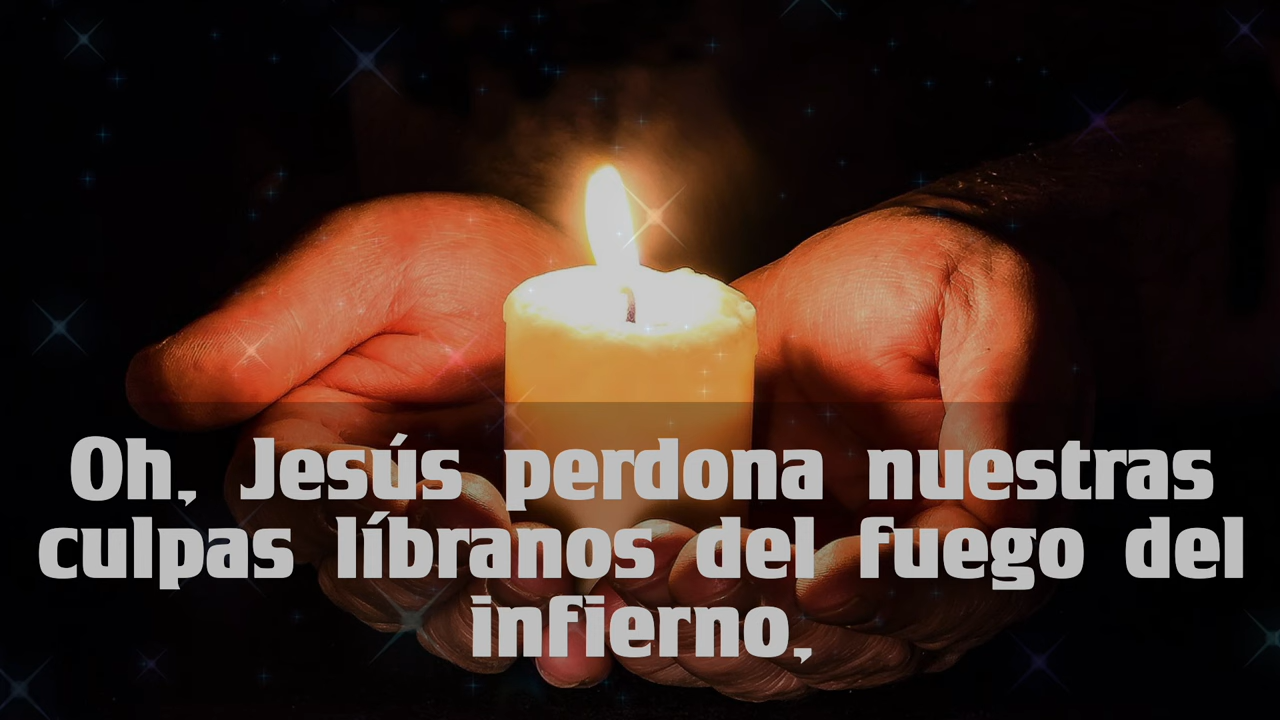 Oh, Jesús perdona nuestras
culpas líbranos del fuego del
infierno,